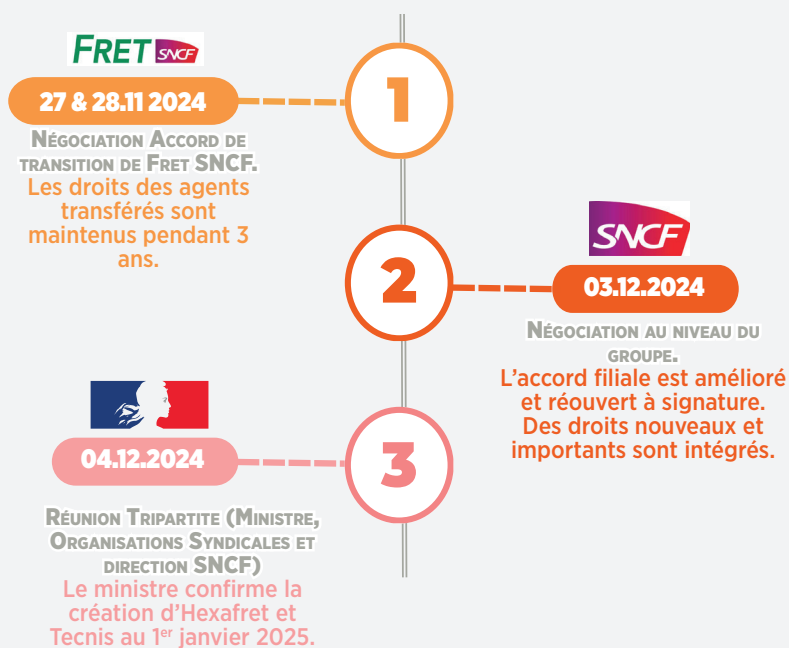 FRET SNCF
27 & 28.11 2024
1
NÉGOCIATION ACCORD DE
TRANSITION DE FRET SNCF.
Les droits des agents
transférés sont
maintenus pendant 3
ans.
SNCF
2
03.12.2024
NÉGOCIATION AU NIVEAU DU
GROUPE.
L'accord filiale est amélioré
et réouvert à signature.
Des droits nouveaux et
importants sont intégrés.
04.12.2024
3
RÉUNION TRIPARTITE (MINISTRE,
ORGANISATIONS SYNDICALES ET
DIRECTION SNCF)
Le ministre confirme la
création d'Hexafret et
Tecnis au 1er janvier 2025.